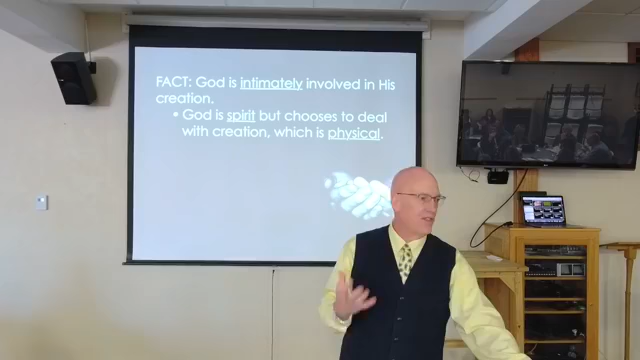 FACT: God is intimately involved in His
creation.
• God is spirit but chooses to deal
with creation, which is physical.